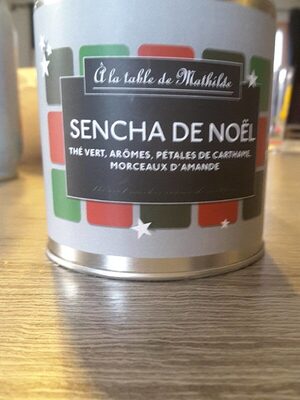 À la table de Mathilde
SENCHA DE NOËL
THÉ VERT, ARÔMES, PÉTALES DE CARTHAME,
MORCEAUX D'AMANDE